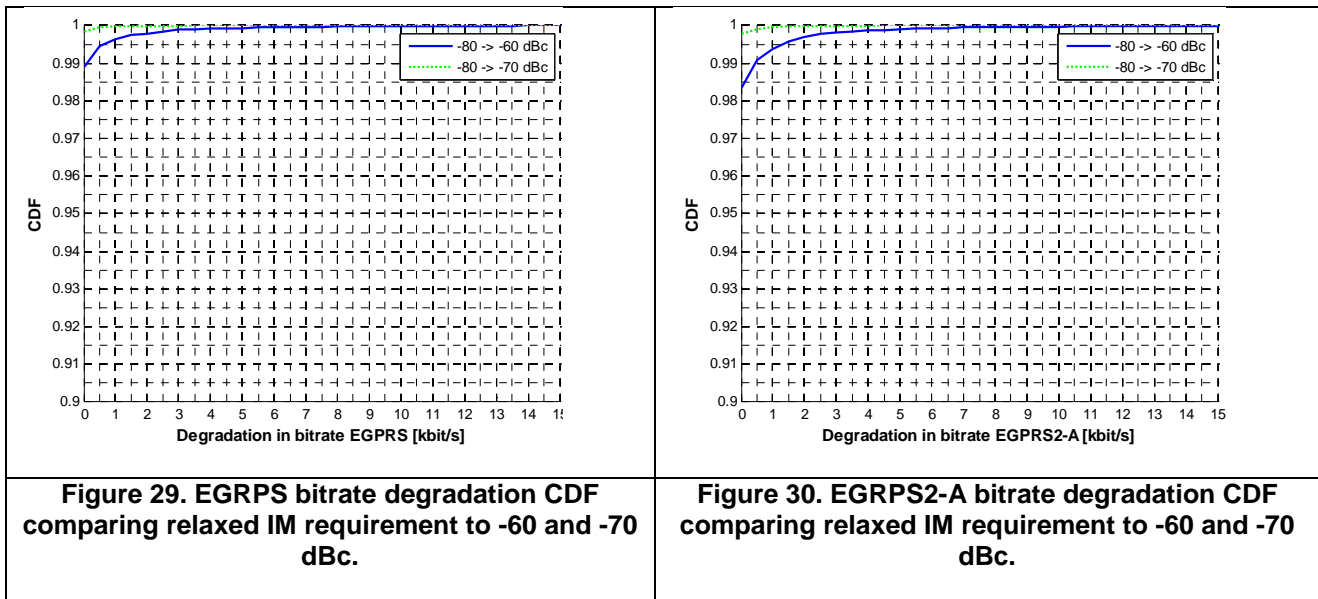 1
0.99
0.98
0.97
0.96
0.95
0.94
0.93
0.92
0.91
0.9
CDF
-80 -> -60 dBc
-80 -> -70 dBc
0 1 2 3 4 5 6 7 8 9 10 11 12 13 14
Degradation in bitrate EGPRS [kbit/s]
Figure 29. EGRPS bitrate degradation CDF
comparing relaxed IM requirement to -60 and -70
dBc.
1
0.99
0.98
0.97
0.96
0.95
0.94
0.93
0.92
0.91
0.9
CDF
-80 -> -60 dBc
-80 -> -70 dBc
0 1 2 3 4 5 6 7 8 9 10 11 12 13 14 15
Degradation in bitrate EGPRS2-A [kbit/s]
Figure 30. EGRPS2-A bitrate degradation CDF
comparing relaxed IM requirement to -60 and -70
dBc.